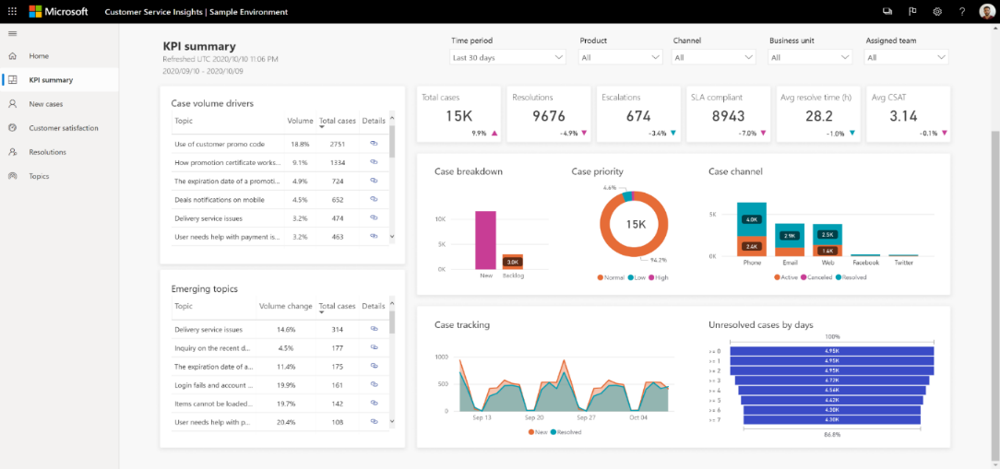 Microsoft
Customer Service Insights | Sample Environment
Home
KPI summary
New cases
Customer satisfaction
Resolutions
Topics
KPI summary
Refreshed UTC 2020/10/10 11:06 PM
2020/09/10 - 2020/10/09
Time period Product Channel Business unit Assigned team
Last 30 days All All All All
Case volume drivers
Topic Volume Total cases Details
Use of customer promo code 18.8% 2751
How promotion certificate works... 9.1% 1334
The expiration date of a promoti... 4.9% 724
Deals notifications on mobile 4.5% 652
Delivery service issues 3.2% 474
User needs help with payment is... 3.2% 463
Emerging topics
Topic Volume change Total cases Details
Delivery service issues 14.6% 314
Inquiry on the recent d... 4.5% 177
The expiration date of a... 11.4% 175
Login fails and account ... 19.9% 161
Items cannot be loaded... 19.7% 142
User needs help with p... 20.4% 108
Total cases Resolutions Escalations SLA compliant Avg resolve time (h) Avg CSAT
15K 9676 674 8943 28.2 3.14
9.9% -4.9% -3.4% -7.0% -1.0% -0.1%
Case breakdown
10K
5K
0K
3.0K
New Backlog
Case priority
4.6%
15K
94.2%
Normal Low High
Case channel
5K
0K
4.0K 2.9K 2.5K
2.4K 1.4K
Phone Email Web Facebook Twitter
Active Canceled Resolved
Case tracking
1000
500
0
Sep 13 Sep 20 Sep 27 Oct 04
New Resolved
Unresolved cases by days
100%
>= 0 4.95K
>= 1 4.95K
>= 2 4.95K
>= 3 4.72K
>= 4 4.56K
>= 5 4.42K
>= 6 4.30K
>= 7 4.30K
86.8%